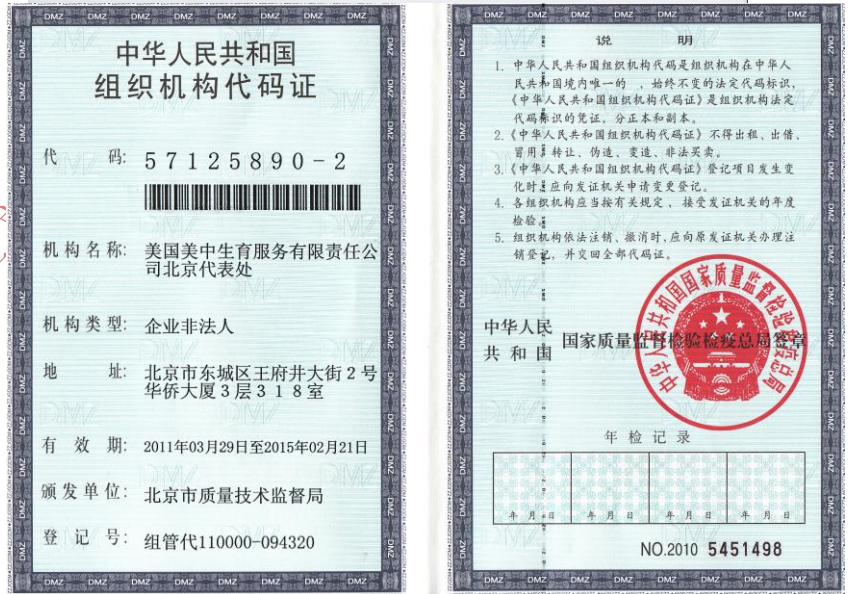 中华人民共和国
组织机构代码证
代 码: 57125890-2
机构名称: 美国美中生育服务有限责任公
司北京代表处
机构类型: 企业非法人
地 址: 北京市东城区王府井大街2号
华侨大厦3层318室
有 效 期: 2011年03月29日至2015年02月21日
颁发单位: 北京市质量技术监督局
登 记 号: 组管代110000-094320
说 明
1. 中华人民共和国组织机构代码是组织机构在中华人
民共和国境内唯一的 、始终不变的法定代码标识,
《中华人民共和国组织机构代码证》是组织机构法定
代码标识的凭证, 分正本和副本。
2.《中华人民共和国组织机构代码证》不得出租、出借、
冒用、转让、伪造、变造、非法买卖。
3.《中华人民共和国组织机构代码证》登记项目发生变
化时, 应向发证机关申请变更登记。
4. 各组织机构应当按有关规定 , 接受发证机关的年度
检验。
5. 组织机构依法注销、撤消时, 应向原发证机关办理注
销登记, 并交回全部代码证。
中华人民
共 和 国 国家质量监督检验检疫总局签章
中华人民共和国国家质量监督检验检疫总局
年 检 记 录
年 月 日 年 月 日 年 月 日 年 月 日
NO.2010 5451498
DMZ DMZ DMZ DMZ DMZ DMZ DMZ